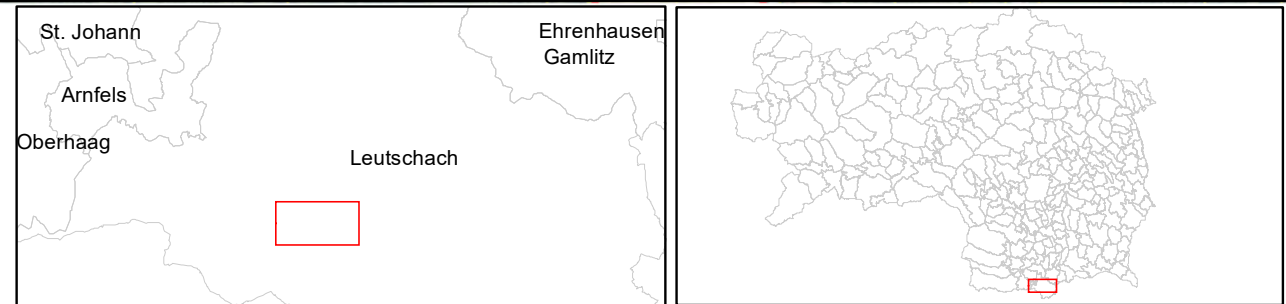 St. Johann
Ehrenhausen
Gamlitz
Arnfels
Oberhaag
Leutschach